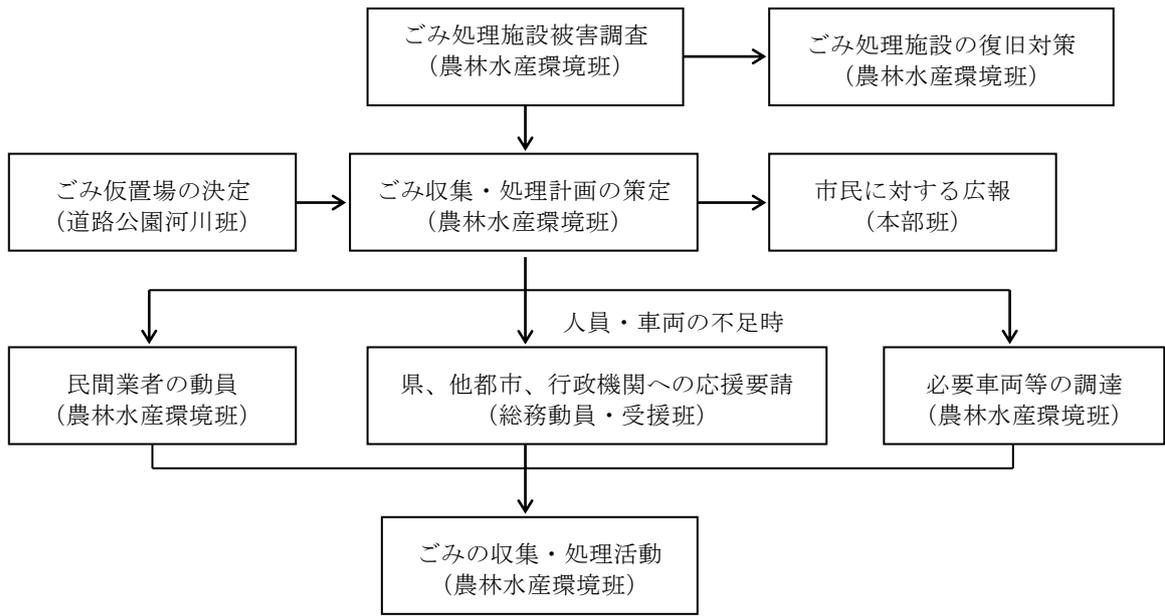 ごみ処理施設被害調査
（農林水産環境班）
ごみ処理施設の復旧対策
（農林水産環境班）
ごみ仮置場の決定
（道路公園河川班）
ごみ収集・処理計画の策定
（農林水産環境班）
市民に対する広報
（本部班）
人員・車両の不足時
民間業者の動員
（農林水産環境班）
県、他都市、行政機関への応援要請
（総務動員・受援班）
必要車両等の調達
（農林水産環境班）
ごみの収集・処理活動
（農林水産環境班）